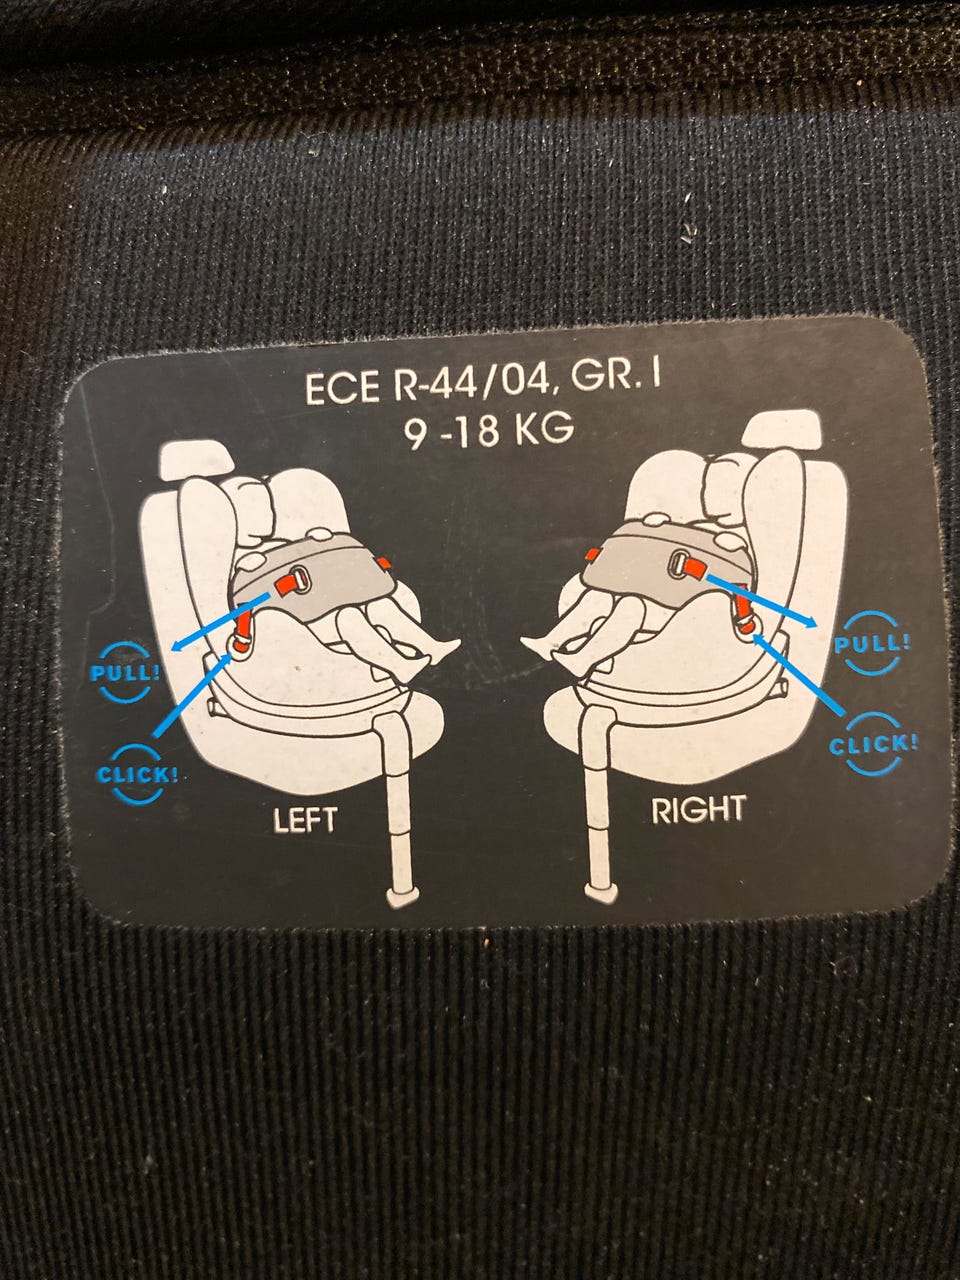 ECE R-44/04, GR. I
9 -18 KG
PULL!
CLICK!
LEFT
PULL!
CLICK!
RIGHT